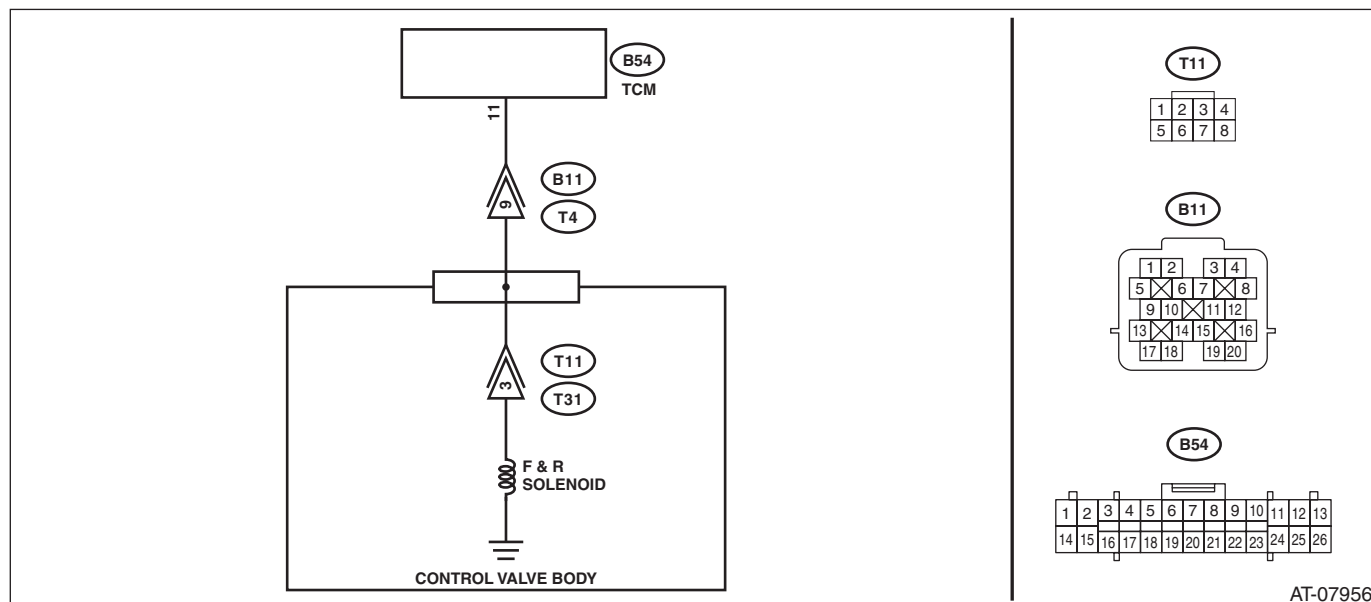 B54
TCM
11
B11
9
T4
T11
3
T31
F & R
SOLENOID
CONTROL VALVE BODY
T11
1 2 3 4
5 6 7 8
B11
1 2 3 4
5 6 7 8
9 10 11 12
13 14 15 16
17 18 19 20
B54
1 2 3 4 5 6 7 8 9 10 11 12 13
14 15 16 17 18 19 20 21 22 23 24 25 26
AT-07956